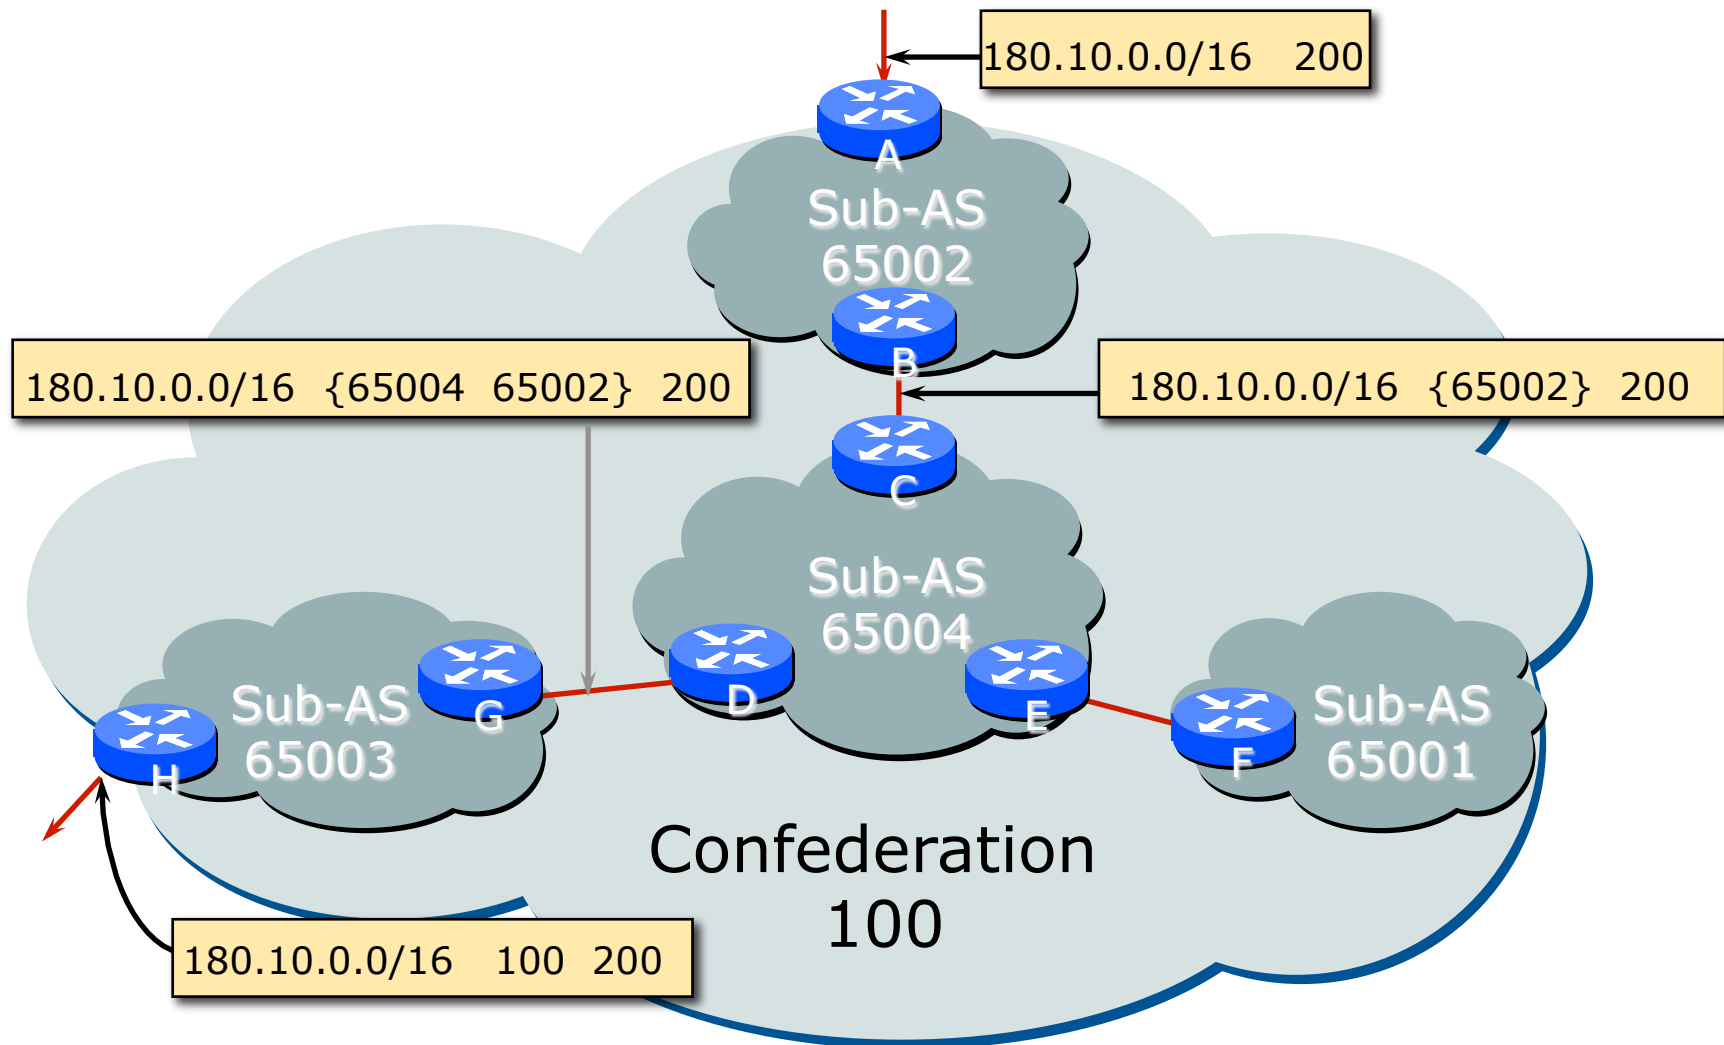 180.10.0.0/16 200
A
Sub-AS
65002
B
180.10.0.0/16 {65004 65002} 200
180.10.0.0/16 {65002} 200
C
Sub-AS
65004
D
E
G
Sub-AS
65003
H
F
Sub-AS
65001
Confederation
100
180.10.0.0/16 100 200